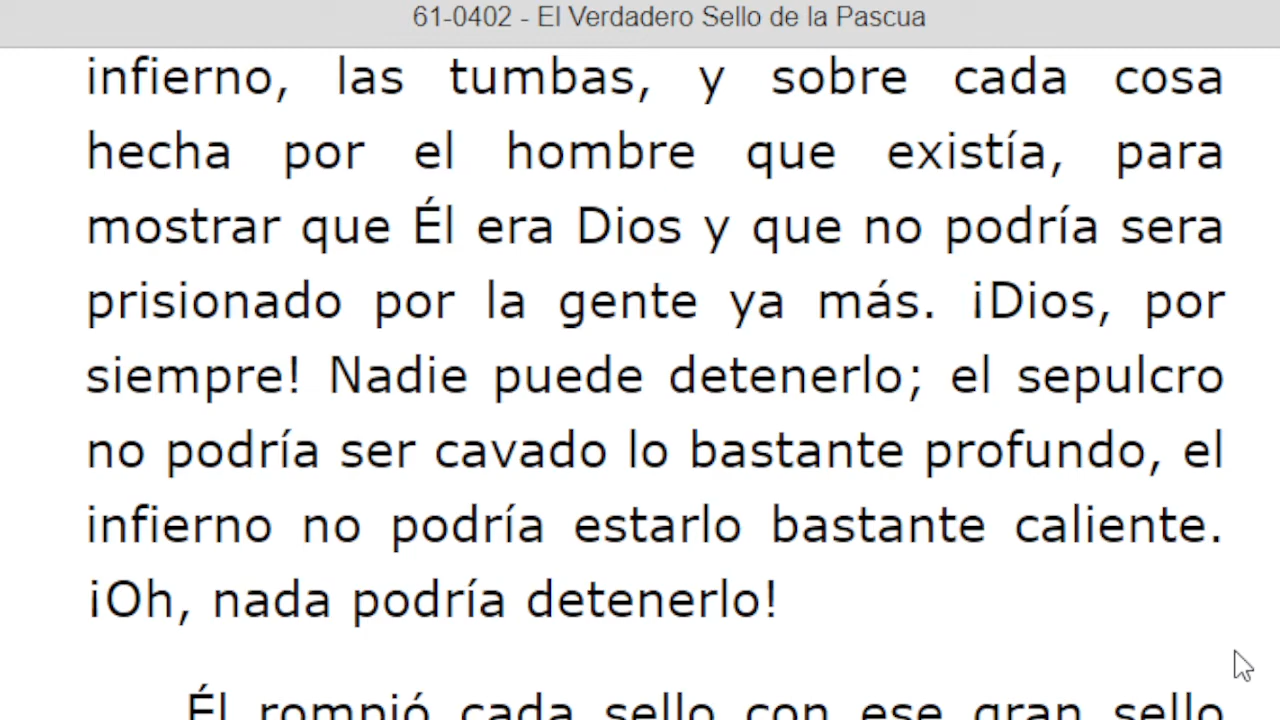 61-0402 - El Verdadero Sello de la Pascua
infierno, las tumbas, y sobre cada cosa
hecha por el hombre que existía, para
mostrar que Él era Dios y que no podría sera
prisionado por la gente ya más. ¡Dios, por
siempre! Nadie puede detenerlo; el sepulcro
no podría ser cavado lo bastante profundo, el
infierno no podría estarlo bastante caliente.
¡Oh, nada podría detenerlo!
Él rompió cada sello con ese gran sello